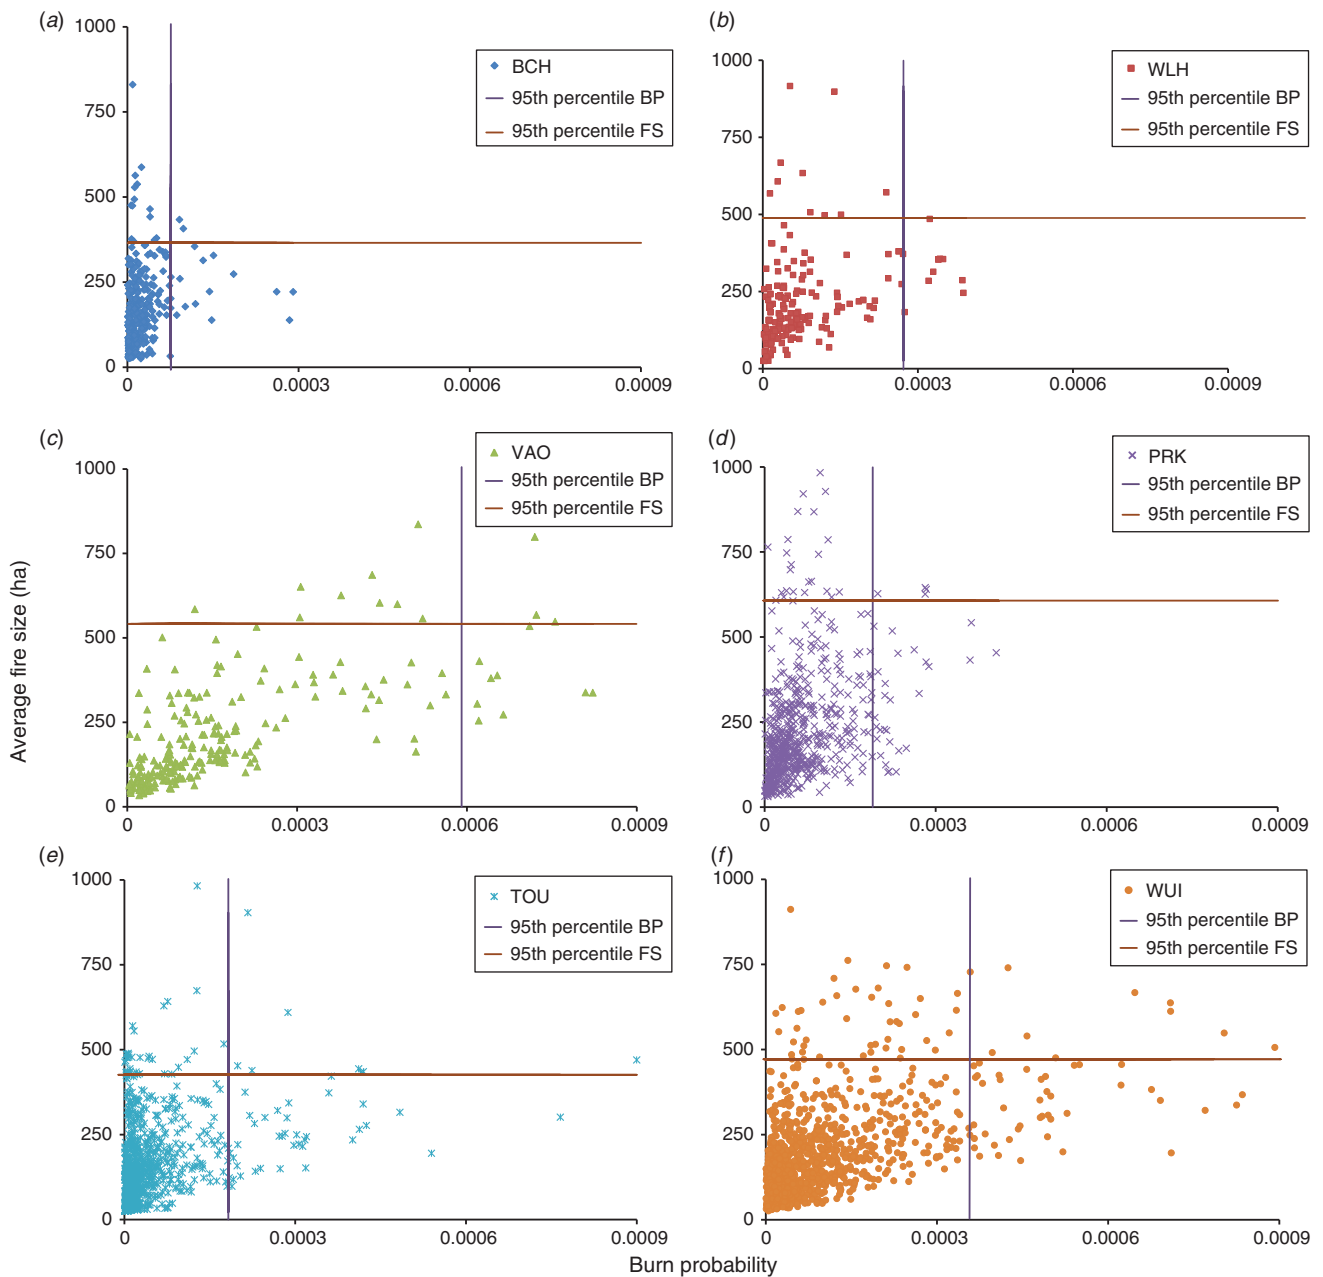 (a)
1000
750
500
250
0
0
0.0003
0.0006
0.0009
BCH
95th percentile BP
95th percentile FS
(b)
1000
750
500
250
0
0
0.0003
0.0006
0.0009
WLH
95th percentile BP
95th percentile FS
(c)
1000
750
500
250
0
0
0.0003
0.0006
0.0009
VAO
95th percentile BP
95th percentile FS
(d)
1000
750
500
250
0
0
0.0003
0.0006
0.0009
PRK
95th percentile BP
95th percentile FS
Average fire size (ha)
(e)
1000
750
500
250
0
0
0.0003
0.0006
0.0009
TOU
95th percentile BP
95th percentile FS
(f)
1000
750
500
250
0
0
0.0003
0.0006
0.0009
WUI
95th percentile BP
95th percentile FS
Burn probability